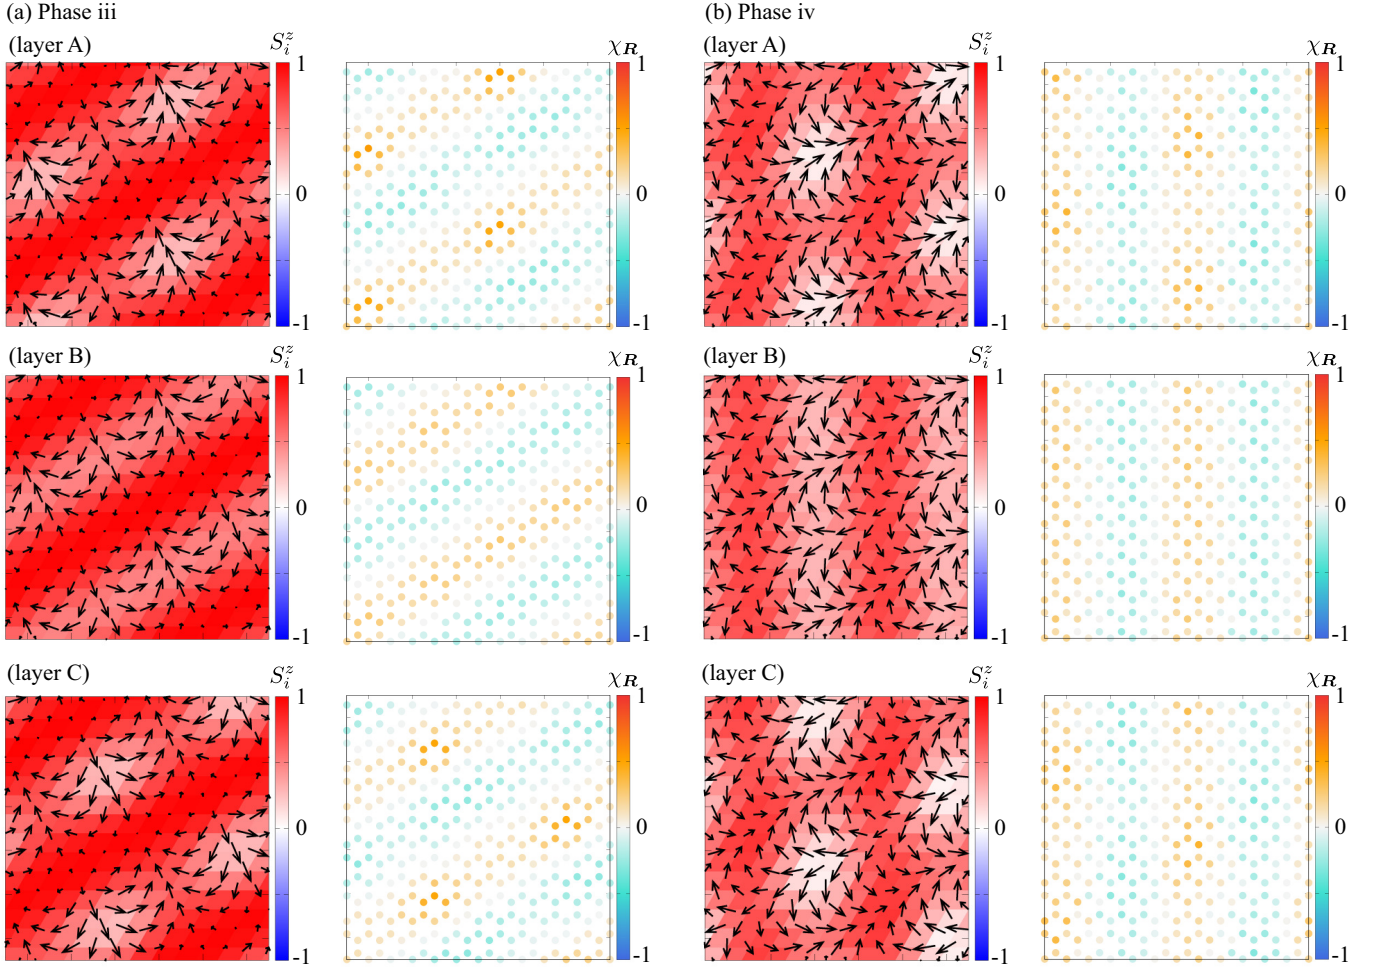 (a) Phase iii
(b) Phase iv
(layer A) S_i^z χ_R (layer A) S_i^z χ_R
1 1 1 1
0 0 0 0
-1 -1 -1 -1
(layer B) S_i^z χ_R (layer B) S_i^z χ_R
1 1 1 1
0 0 0 0
-1 -1 -1 -1
(layer C) S_i^z χ_R (layer C) S_i^z χ_R
1 1 1 1
0 0 0 0
-1 -1 -1 -1